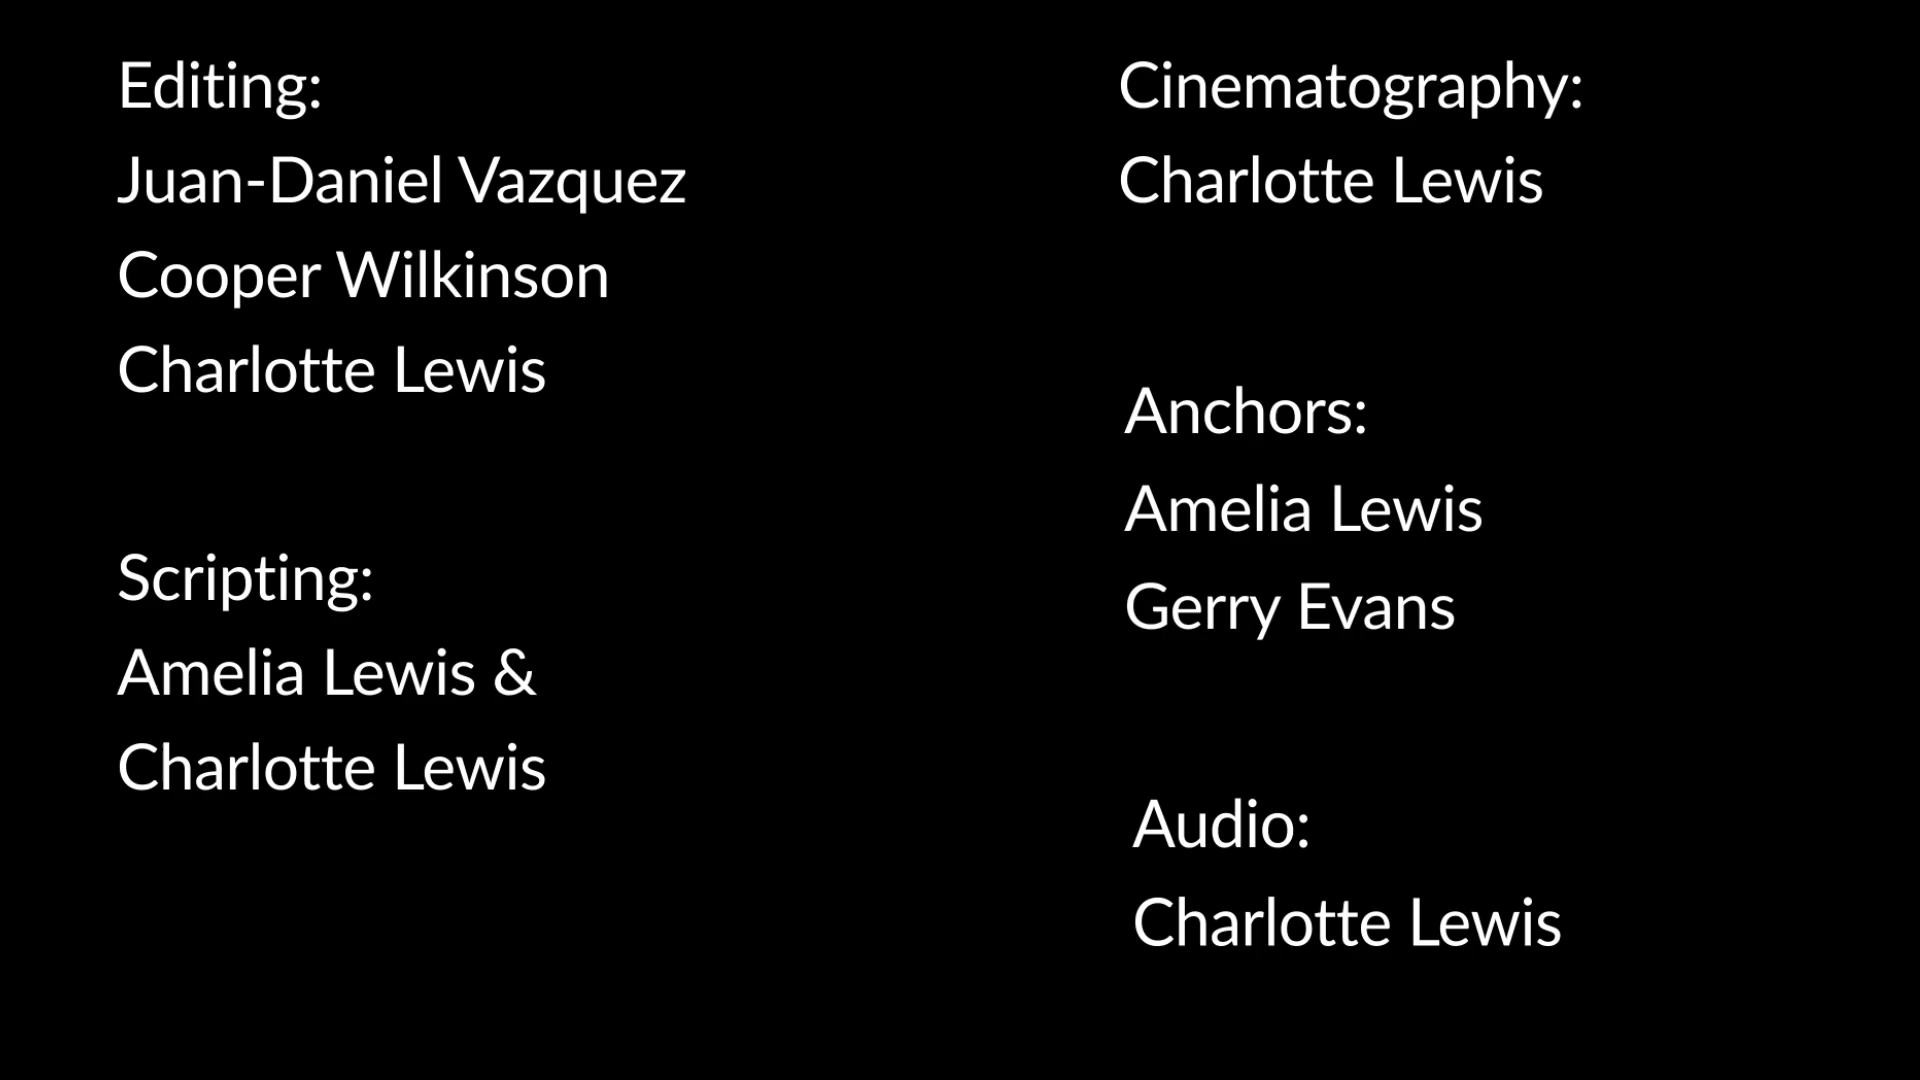 Editing:
Juan-Daniel Vazquez
Cooper Wilkinson
Charlotte Lewis
Scripting:
Amelia Lewis &
Charlotte Lewis
Cinematography:
Charlotte Lewis
Anchors:
Amelia Lewis
Gerry Evans
Audio:
Charlotte Lewis